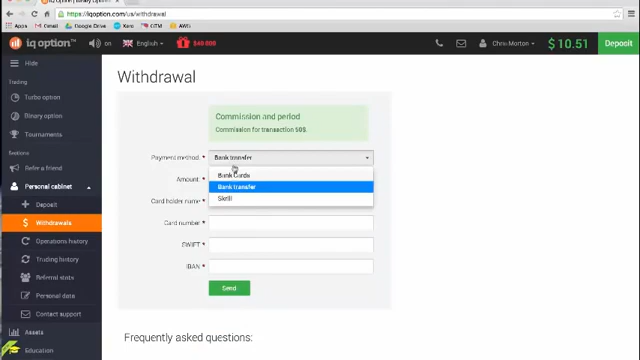 iq option | Binary Opt
https://iqoption.com/us/withdrawal
Apps Gmail Google Drive Xero GTM AWS
iq option on English $40 000 Chris Morton $10.51 Deposit
Hide
Withdrawal
Trading
Turbo option
Binary option
Tournaments
Commission and period
Commission for transaction 50$.
Payment method: * Bank transfer
Bank Cards
Bank transfer
Skrill
Amount: *
Card holder name *
Card number *
SWIFT *
IBAN *
Send
Refer a friend
Personal cabinet
Deposit
Withdrawals
Operations history
Trading history
Referral stats
Personal data
Contact support
Assets
Education
Frequently asked questions: